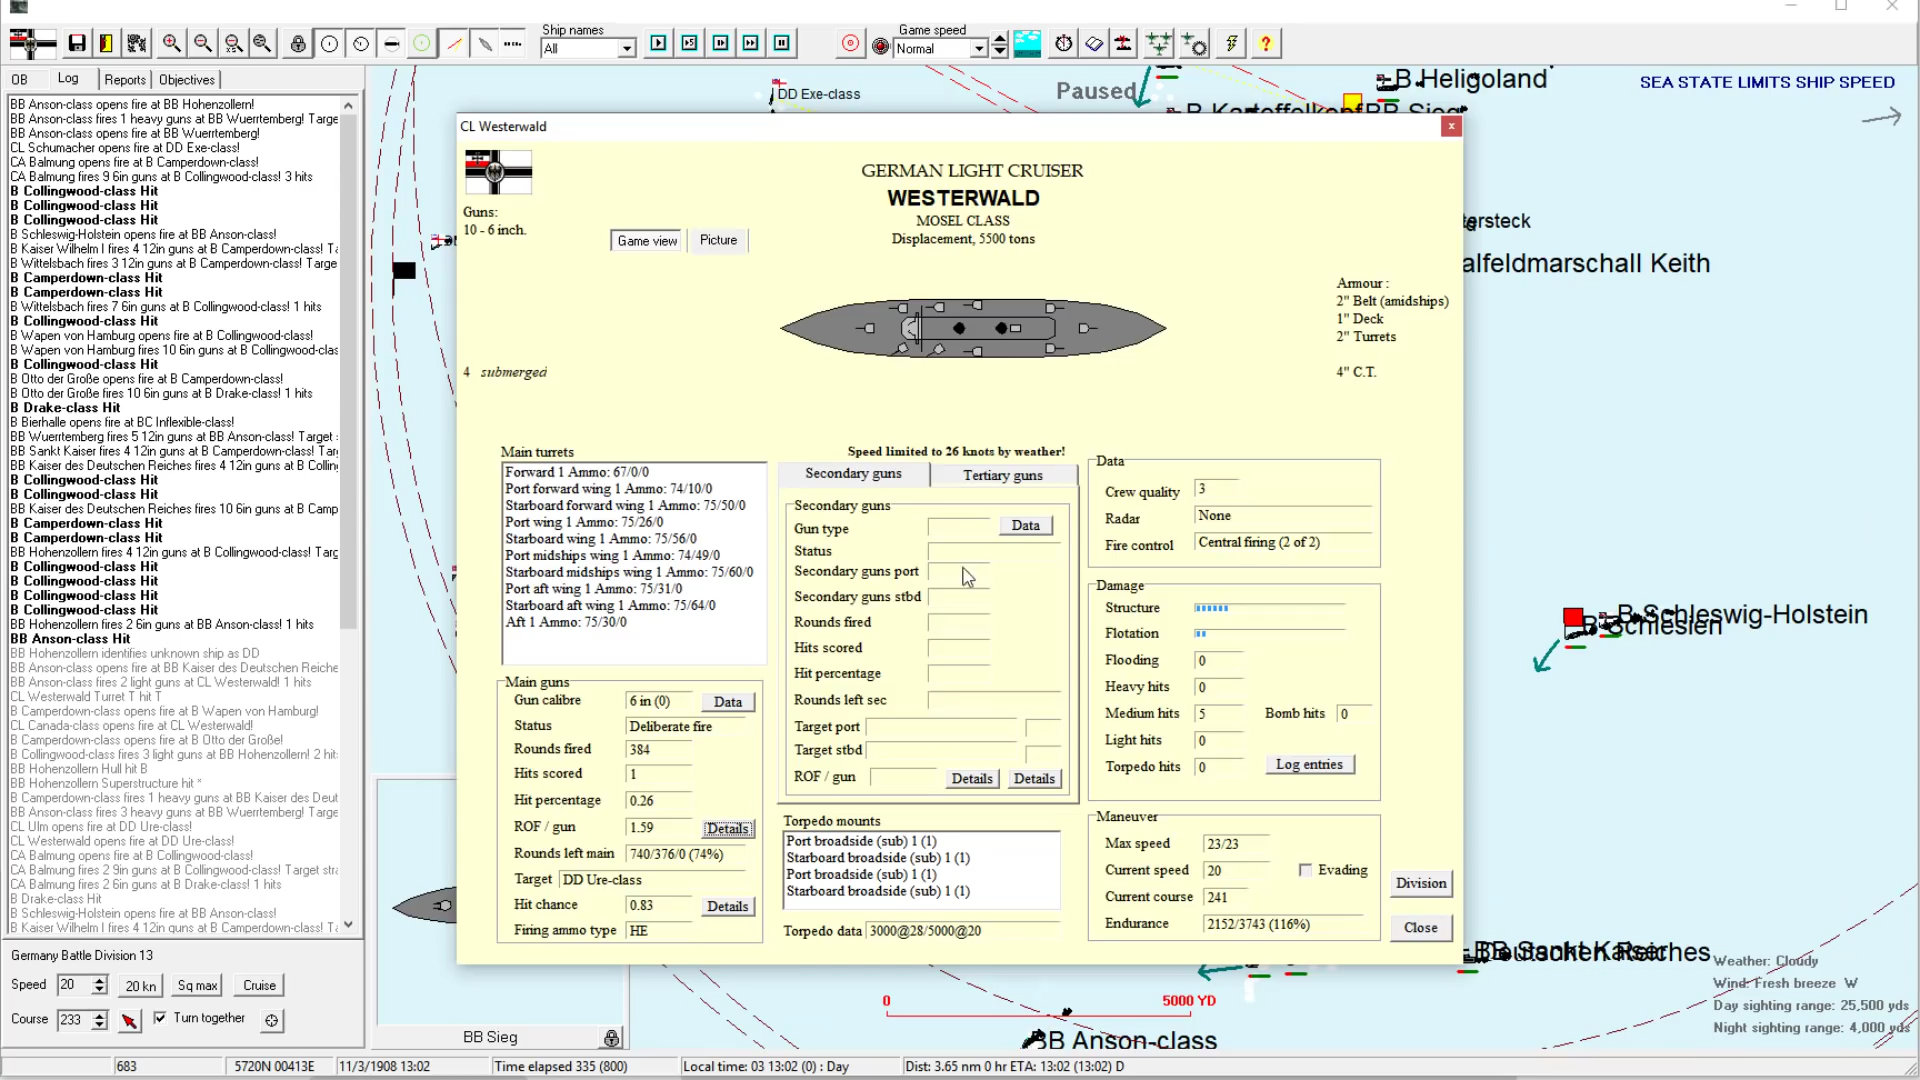 Ship names
All
Game speed
Normal
OB
Log
Reports
Objectives
BB Anson-class opens fire at BB Hohenzollern!
BB Anson-class fires 1 heavy guns at BB Wuerrtemberg! Targe
BB Anson-class opens fire at BB Wuerrtemberg!
CL Schumacher opens fire at DD Exe-class!
CA Balmung opens fire at B Camperdown-class!
CA Balmung fires 9 6in guns at B Collingwood-class! 3 hits
B Collingwood-class Hit
B Collingwood-class Hit
B Collingwood-class Hit
B Schleswig-Holstein opens fire at BB Anson-class!
B Kaiser Wilhelm I fires 4 12in guns at B Camperdown-class! Ta
B Wittelsbach fires 3 12in guns at B Camperdown-class! Target
B Camperdown-class Hit
B Camperdown-class Hit
B Wittelsbach fires 7 6in guns at B Collingwood-class! 1 hits
B Collingwood-class Hit
B Wapen von Hamburg opens fire at B Collingwood-class!
B Wapen von Hamburg fires 10 6in guns at B Collingwood-clas
B Collingwood-class Hit
B Otto der Große opens fire at B Camperdown-class!
B Otto der Große fires 10 6in guns at B Drake-class! 1 hits
B Drake-class Hit
B Bierhalle opens fire at BC Inflexible-class!
BB Wuerrtemberg fires 5 12in guns at BB Anson-class! Target
BB Sankt Kaiser fires 4 12in guns at B Camperdown-class! Tar
BB Kaiser des Deutschen Reiches fires 4 12in guns at B Collin
B Collingwood-class Hit
B Collingwood-class Hit
BB Kaiser des Deutschen Reiches fires 10 6in guns at B Camp
B Camperdown-class Hit
B Camperdown-class Hit
BB Hohenzollern fires 4 12in guns at B Collingwood-class! Targ
B Collingwood-class Hit
B Collingwood-class Hit
B Collingwood-class Hit
B Collingwood-class Hit
BB Hohenzollern fires 2 6in guns at BB Anson-class! 1 hits
BB Anson-class Hit
BB Hohenzollern identifies unknown ship as DD
BB Anson-class opens fire at BB Kaiser des Deutschen Reiche
BB Anson-class fires 2 light guns at CL Westerwald! 1 hits
CL Westerwald Turret T hit T
B Camperdown-class opens fire at B Wapen von Hamburg!
CL Canada-class opens fire at CL Westerwald!
B Camperdown-class opens fire at B Otto der Große!
B Collingwood-class fires 3 light guns at BB Hohenzollern! 2 hit
BB Hohenzollern Hull hit B
BB Hohenzollern Superstructure hit *
B Camperdown-class fires 1 heavy guns at BB Kaiser des Deut
BB Anson-class fires 3 heavy guns at BB Wuerrtemberg! Targe
CL Ulm opens fire at DD Ure-class!
CL Westerwald opens fire at DD Ure-class!
CA Balmung opens fire at B Collingwood-class!
CA Balmung fires 2 9in guns at B Collingwood-class! Target stra
CA Balmung fires 2 6in guns at B Drake-class! 1 hits
B Drake-class Hit
B Schleswig-Holstein opens fire at BB Anson-class!
B Kaiser Wilhelm I fires 4 12in guns at B Camperdown-class! T
Germany Battle Division 13
Speed 20 20 kn Sq max Cruise
Course 233 Turn together
DD Exe-class
Paused
B Heligoland
B Kartoffelkopf
BB Sieg
SEA STATE LIMITS SHIP SPEED
tersteck
alfeldmarschall Keith
B Schleswig-Holstein
B Schlesien
BB Sankt Kaiser
Deutschen Reiches
BB Anson-class
0 5000 YD
Weather: Cloudy
Wind: Fresh breeze W
Day sighting range: 25,500 yds
Night sighting range: 4,000 yds
BB Sieg
CL Westerwald
GERMAN LIGHT CRUISER
WESTERWALD
MOSEL CLASS
Displacement, 5500 tons
Guns:
10 - 6 inch.
Game view
Picture
Armour :
2" Belt (amidships)
1" Deck
2" Turrets
4" C.T.
4 submerged
Speed limited to 26 knots by weather!
Main turrets
Forward 1 Ammo: 67/0/0
Port forward wing 1 Ammo: 74/10/0
Starboard forward wing 1 Ammo: 75/50/0
Port wing 1 Ammo: 75/26/0
Starboard wing 1 Ammo: 75/56/0
Port midships wing 1 Ammo: 74/49/0
Starboard midships wing 1 Ammo: 75/60/0
Port aft wing 1 Ammo: 75/31/0
Starboard aft wing 1 Ammo: 75/64/0
Aft 1 Ammo: 75/30/0
Main guns
Gun calibre 6 in (0) Data
Status Deliberate fire
Rounds fired 384
Hits scored 1
Hit percentage 0.26
ROF / gun 1.59 Details
Rounds left main 740/376/0 (74%)
Target DD Ure-class
Hit chance 0.83 Details
Firing ammo type HE
Secondary guns
Tertiary guns
Secondary guns
Gun type Data
Status
Secondary guns port
Secondary guns stbd
Rounds fired
Hits scored
Hit percentage
Rounds left sec
Target port
Target stbd
ROF / gun Details Details
Torpedo mounts
Port broadside (sub) 1 (1)
Starboard broadside (sub) 1 (1)
Port broadside (sub) 1 (1)
Starboard broadside (sub) 1 (1)
Torpedo data 3000@28/5000@20
Data
Crew quality 3
Radar None
Fire control Central firing (2 of 2)
Damage
Structure
Flotation
Flooding 0
Heavy hits 0
Medium hits 5 Bomb hits 0
Light hits 0
Torpedo hits 0 Log entries
Maneuver
Max speed 23/23
Current speed 20 Evading
Current course 241
Endurance 2152/3743 (116%)
Division
Close
683
5720N 00413E
11/3/1908 13:02
Time elapsed 335 (800)
Local time: 03 13:02 (0) : Day
Dist: 3.65 nm 0 hr ETA: 13:02 (13:02) D